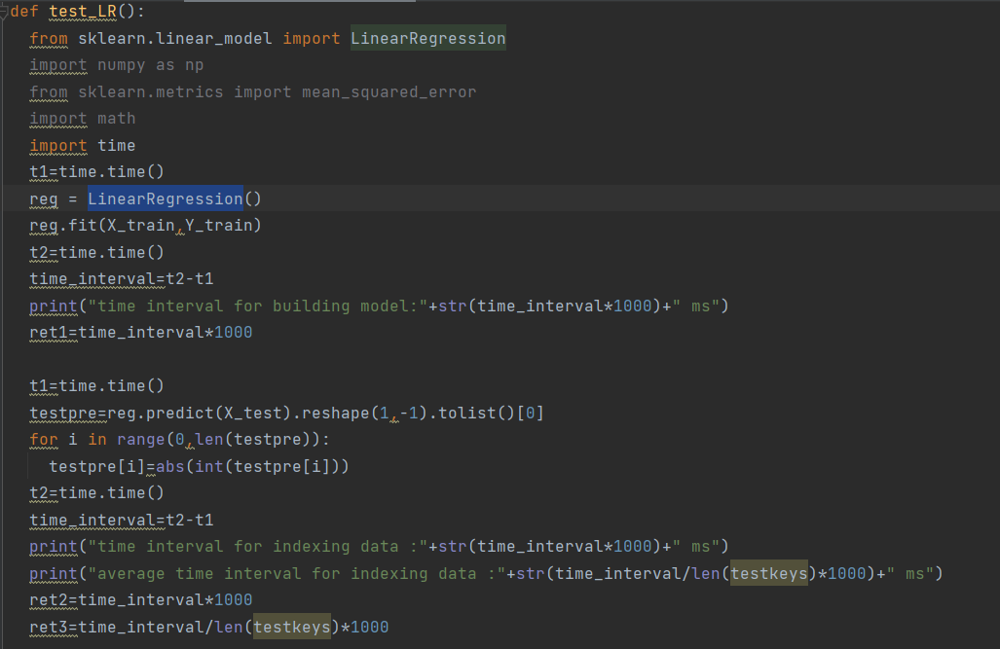 def test_LR():
from sklearn.linear_model import LinearRegression
import numpy as np
from sklearn.metrics import mean_squared_error
import math
import time
t1=time.time()
reg = LinearRegression()
reg.fit(X_train,Y_train)
t2=time.time()
time_interval=t2-t1
print("time interval for building model:"+str(time_interval*1000)+" ms")
ret1=time_interval*1000
t1=time.time()
testpre=reg.predict(X_test).reshape(1,-1).tolist()[0]
for i in range(0,len(testpre)):
testpre[i]=abs(int(testpre[i]))
t2=time.time()
time_interval=t2-t1
print("time interval for indexing data :"+str(time_interval*1000)+" ms")
print("average time interval for indexing data :"+str(time_interval/len(testkeys)*1000)+" ms")
ret2=time_interval*1000
ret3=time_interval/len(testkeys)*1000